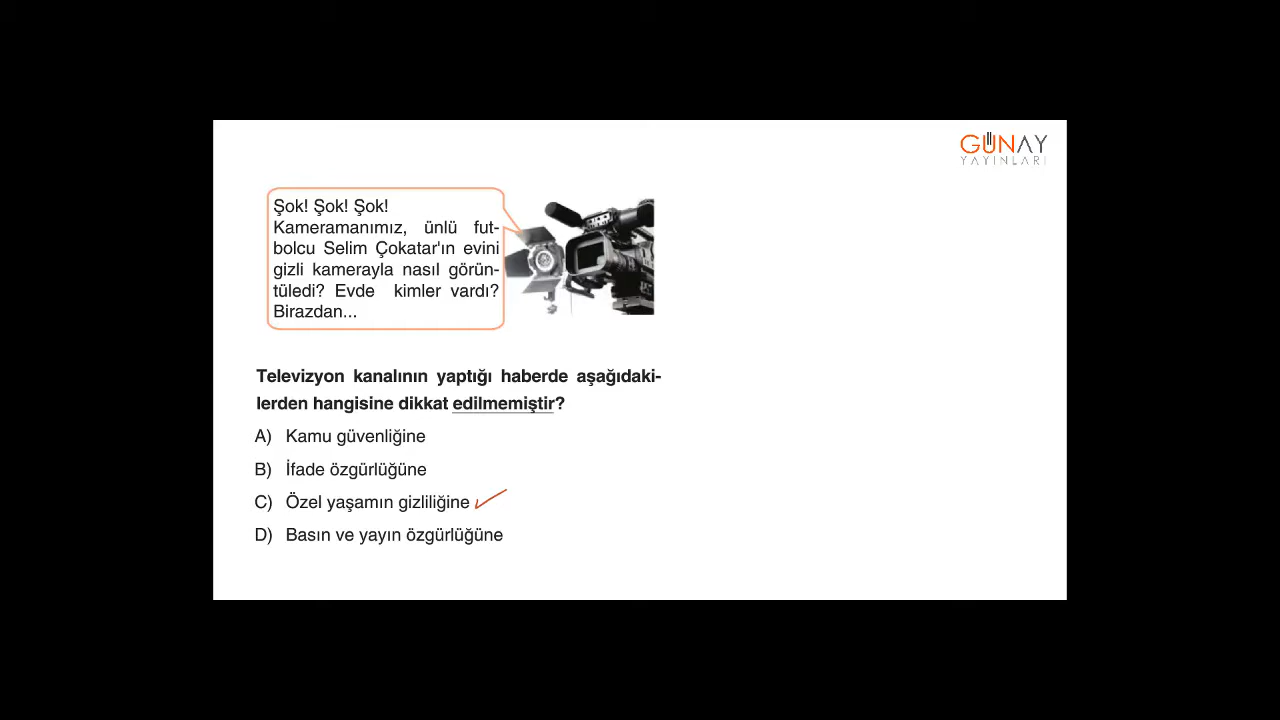 GÜNAY
YAYINLARI
Şok! Şok! Şok!
Kameramanımız, ünlü fut-
bolcu Selim Çokatar'ın evini
gizli kamerayla nasıl görün-
tüledi? Evde kimler vardı?
Birazdan...
Televizyon kanalının yaptığı haberde aşağıdaki-
lerden hangisine dikkat edilmemiştir?
A) Kamu güvenliğine
B) İfade özgürlüğüne
C) Özel yaşamın gizliliğine
D) Basın ve yayın özgürlüğüne